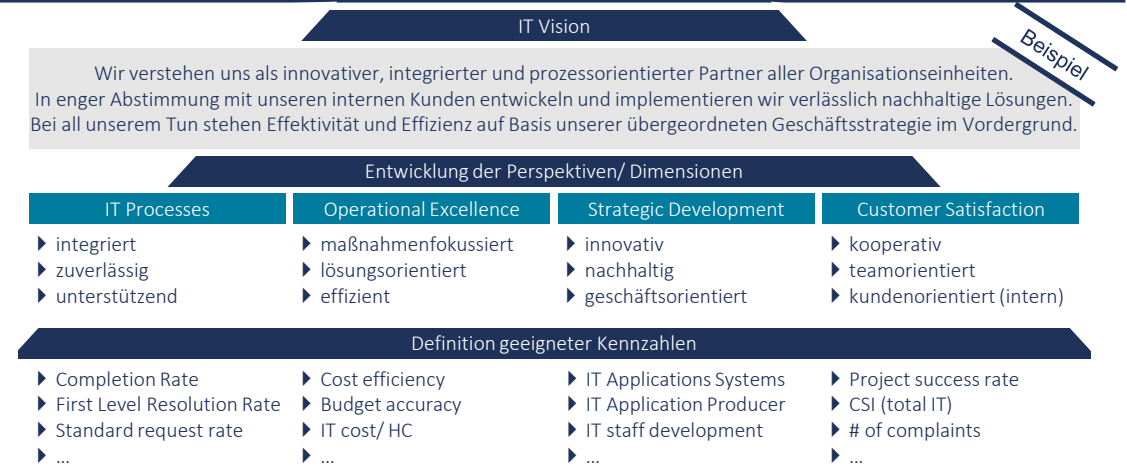 IT Vision
Beispiel
Wir verstehen uns als innovativer, integrierter und prozessorientierter Partner aller Organisationseinheiten.
In enger Abstimmung mit unseren internen Kunden entwickeln und implementieren wir verlässlich nachhaltige Lösungen.
Bei all unserem Tun stehen Effektivität und Effizienz auf Basis unserer übergeordneten Geschäftsstrategie im Vordergrund.
Entwicklung der Perspektiven/ Dimensionen
IT Processes
integriert
zuverlässig
unterstützend
Operational Excellence
maßnahmenfokussiert
lösungsorientiert
effizient
Strategic Development
innovativ
nachhaltig
geschäftsorientiert
Customer Satisfaction
kooperativ
teamorientiert
kundenorientiert (intern)
Definition geeigneter Kennzahlen
Completion Rate
First Level Resolution Rate
Standard request rate
...
Cost efficiency
Budget accuracy
IT cost/ HC
...
IT Applications Systems
IT Application Producer
IT staff development
...
Project success rate
CSI (total IT)
# of complaints
...